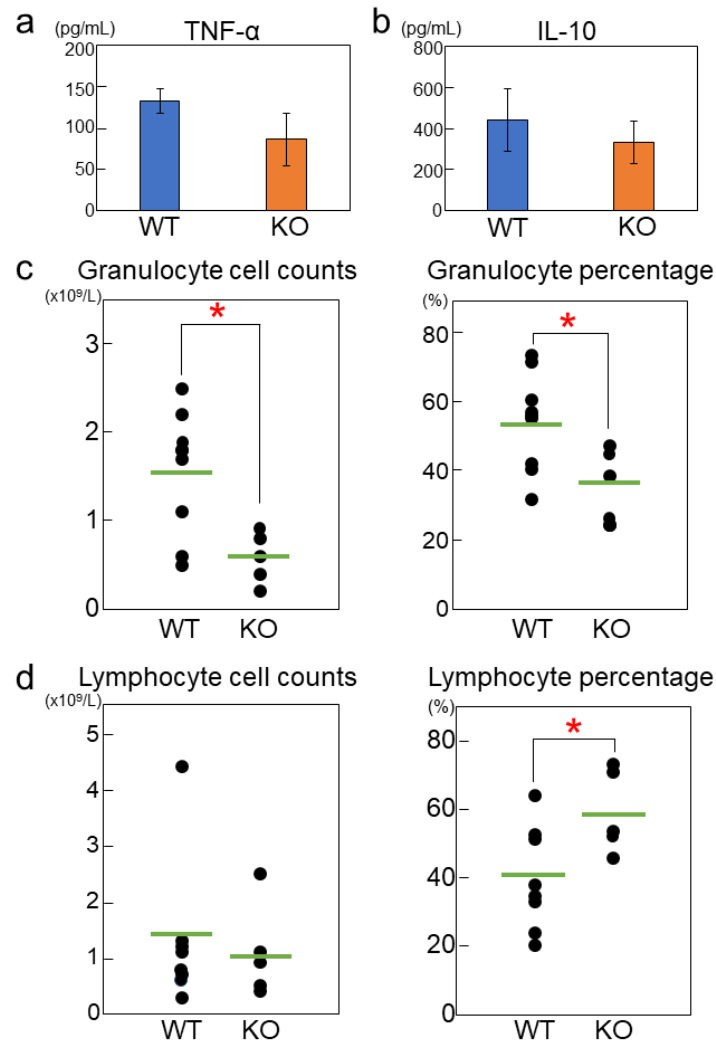 a
(pg/mL)
TNF-α
200
150
100
50
0
WT
KO
b
(pg/mL)
IL-10
800
600
400
200
0
WT
KO
c
Granulocyte cell counts
(x10⁹/L)
*
3
2
1
0
WT
KO
Granulocyte percentage
(%)
*
80
60
40
20
0
WT
KO
d
Lymphocyte cell counts
(x10⁹/L)
5
4
3
2
1
0
WT
KO
Lymphocyte percentage
(%)
*
80
60
40
20
0
WT
KO